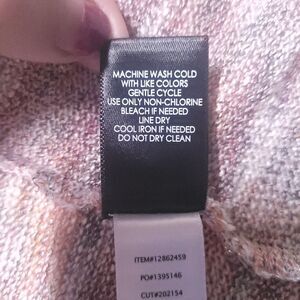 MACHINE WASH COLD
WITH LIKE COLORS
GENTLE CYCLE
USE ONLY NON-CHLORINE
BLEACH IF NEEDED
LINE DRY
COOL IRON IF NEEDED
DO NOT DRY CLEAN
ITEM#12862459
PO#1395146
CUT#202154